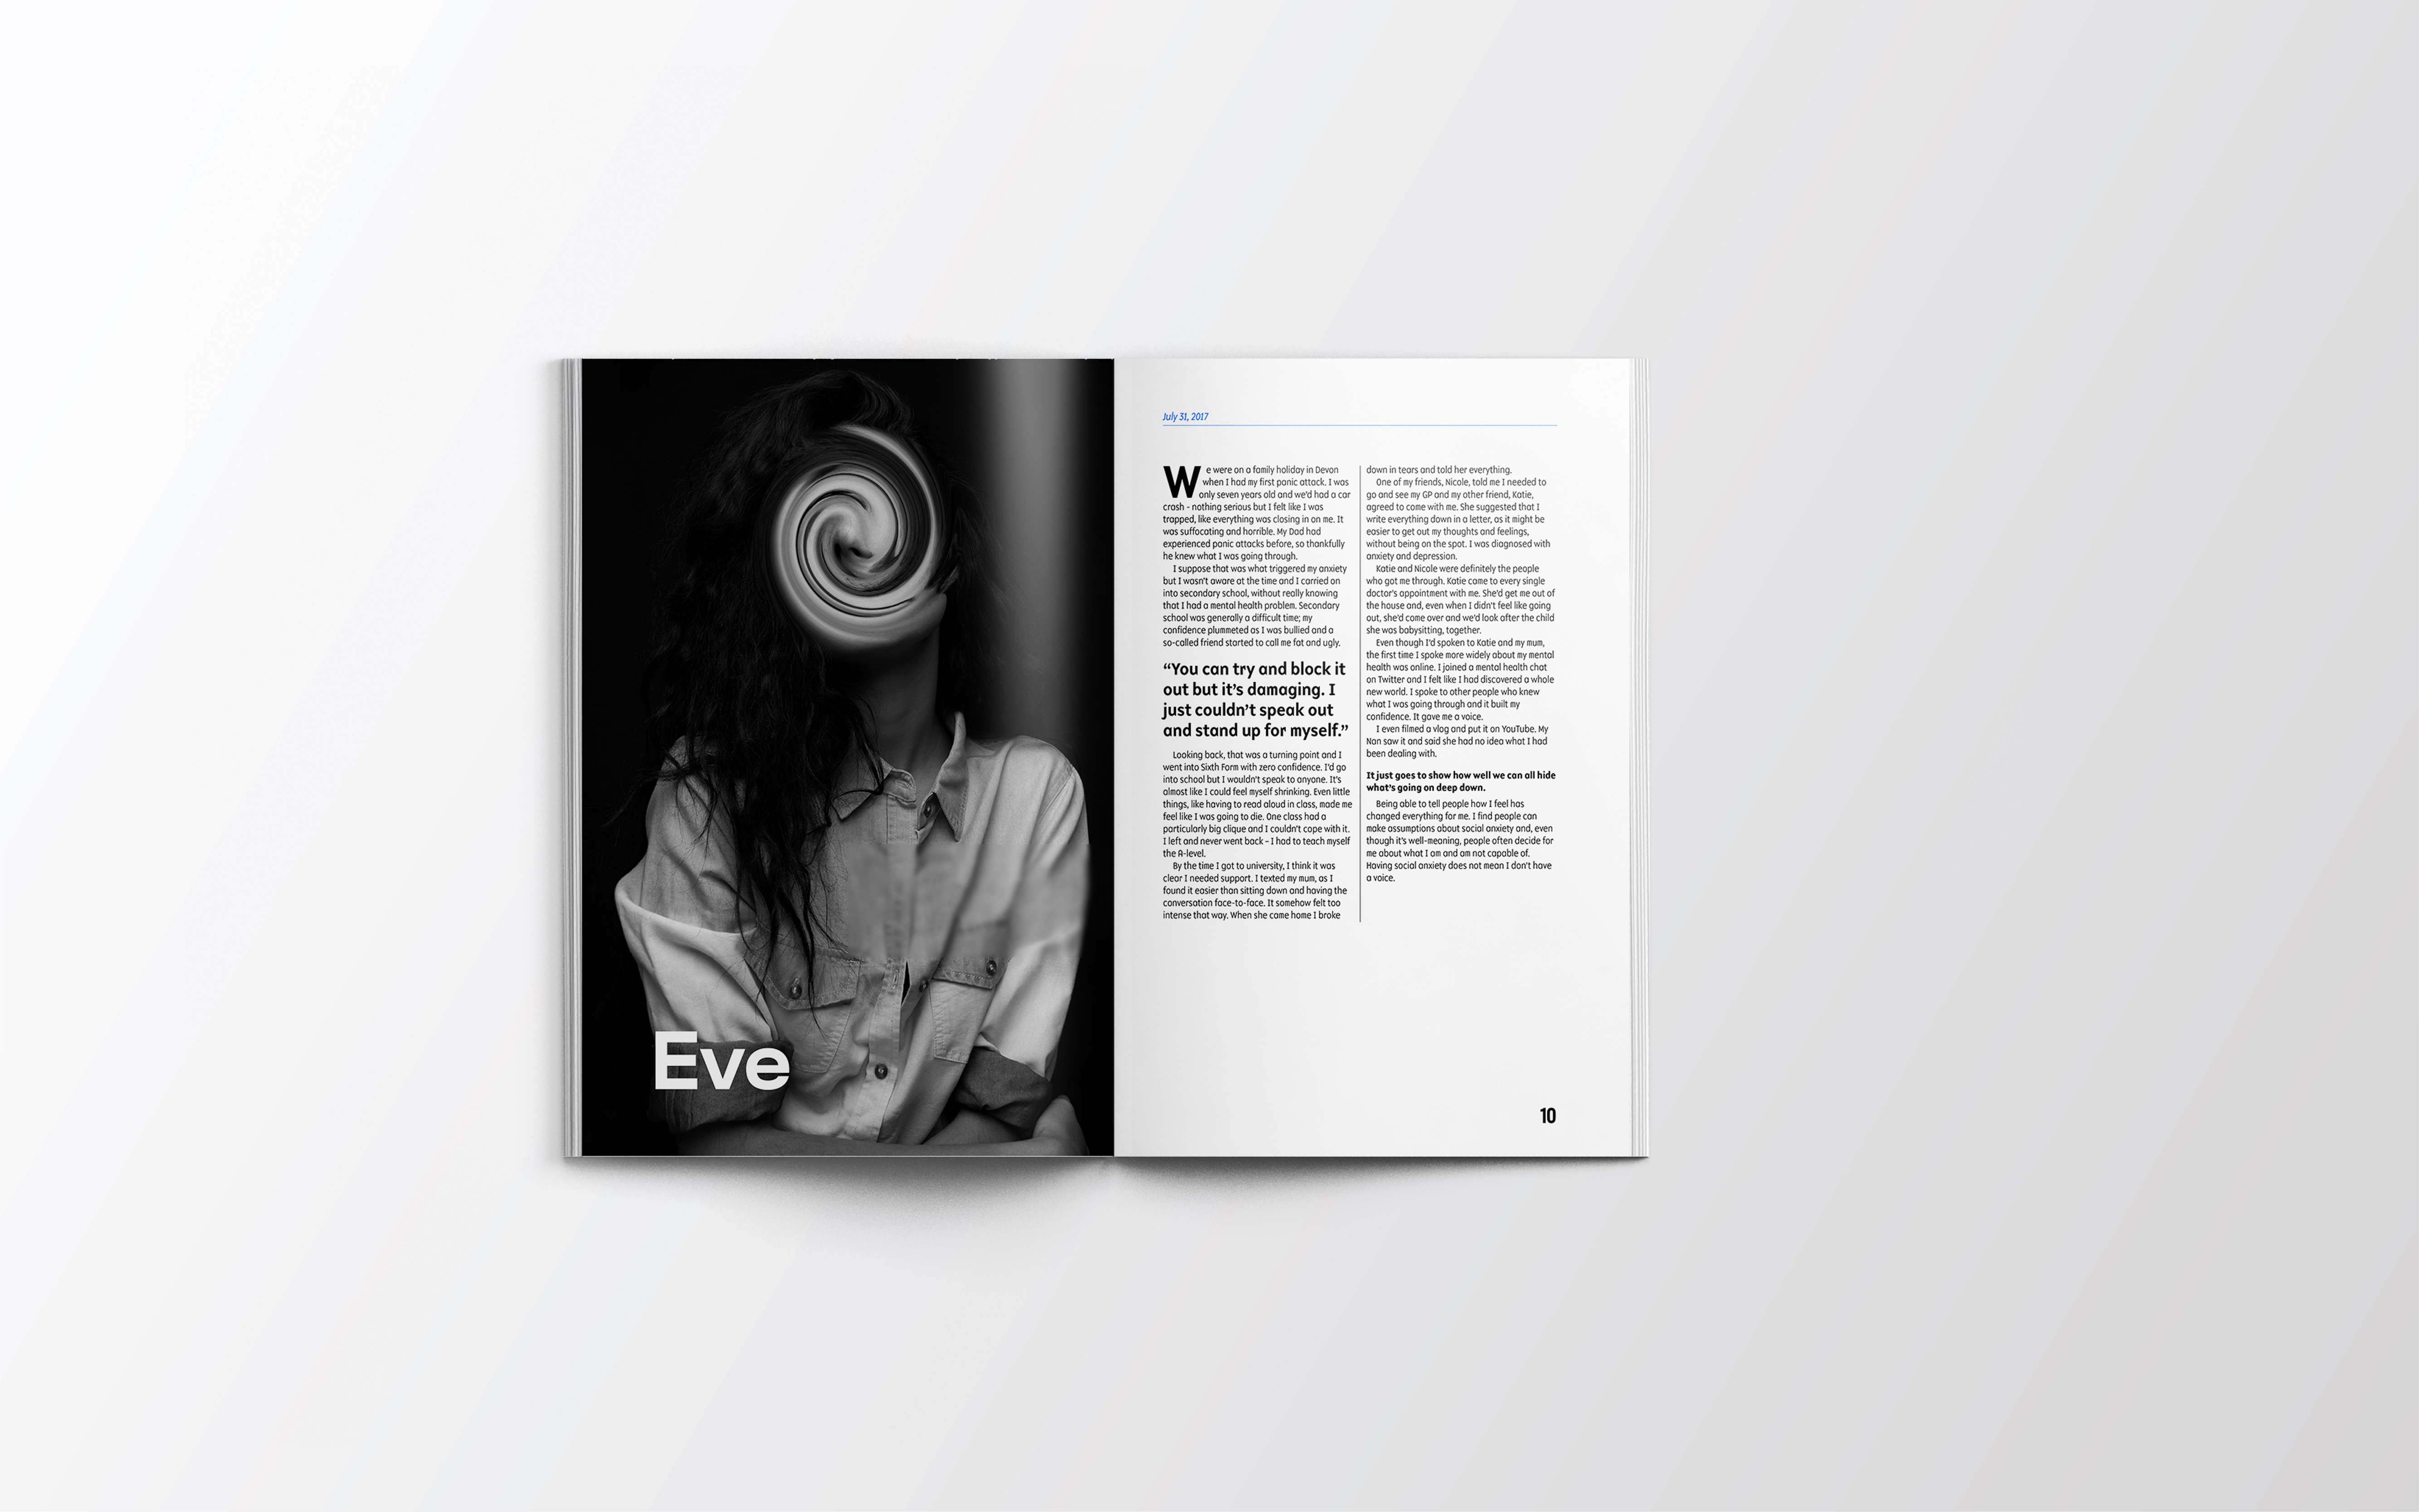 Eve
July 31, 2017
We were on a family holiday in Devon
when I had my first panic attack. I was
only seven years old and we'd had a car
crash - nothing serious but I felt like I was
trapped, like everything was closing in on me. It
was suffocating and horrible. My Dad had
experienced panic attacks before, so thankfully
he knew what I was going through.
I suppose that was what triggered my anxiety
but I wasn't aware at the time and I carried on
into secondary school, without really knowing
that I had a mental health problem. Secondary
school was generally a difficult time; my
confidence plummeted as I was bullied and a
so-called friend started to call me fat and ugly.
“You can try and block it
out but it’s damaging. I
just couldn’t speak out
and stand up for myself.”
Looking back, that was a turning point and I
went into Sixth Form with zero confidence. I'd go
into school but I wouldn't speak to anyone. It's
almost like I could feel myself shrinking. Even little
things, like having to read aloud in class, made me
feel like I was going to die. One class had a
particularly big clique and I couldn't cope with it.
I left and never went back – I had to teach myself
the A-level.
By the time I got to university, I think it was
clear I needed support. I texted my mum, as I
found it easier than sitting down and having the
conversation face-to-face. It somehow felt too
intense that way. When she came home I broke
down in tears and told her everything.
One of my friends, Nicole, told me I needed to
go and see my GP and my other friend, Katie,
agreed to come with me. She suggested that I
write everything down in a letter, as it might be
easier to get out my thoughts and feelings,
without being on the spot. I was diagnosed with
anxiety and depression.
Katie and Nicole were definitely the people
who got me through. Katie came to every single
doctor's appointment with me. She'd get me out of
the house and, even when I didn't feel like going
out, she'd come over and we'd look after the child
she was babysitting, together.
Even though I'd spoken to Katie and my mum,
the first time I spoke more widely about my mental
health was online. I joined a mental health chat
on Twitter and I felt like I had discovered a whole
new world. I spoke to other people who knew
what I was going through and it built my
confidence. It gave me a voice.
I even filmed a vlog and put it on YouTube. My
Nan saw it and said she had no idea what I had
been dealing with.
It just goes to show how well we can all hide
what's going on deep down.
Being able to tell people how I feel has
changed everything for me. I find people can
make assumptions about social anxiety and, even
though it's well-meaning, people often decide for
me about what I am and am not capable of.
Having social anxiety does not mean I don't have
a voice.
10